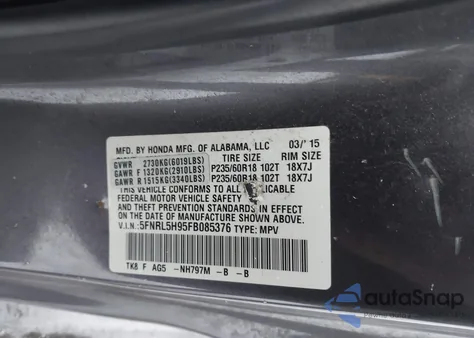 MFD. BY HONDA MFG. OF ALABAMA, LLC 03/'15
TIRE SIZE RIM SIZE
GVWR 2730KG(6019LBS)
GAWR F 1320KG(2910LBS) P235/60R18 102T 18X7J
GAWR R 1515KG(3340LBS) P235/60R18 102T 18X7J
THIS VEHICLE CONFORMS TO ALL APPLICABLE
FEDERAL MOTOR VEHICLE SAFETY AND
THEFT PREVENTION STANDARDS IN EFFECT ON
THE DATE OF MANUFACTURE SHOWN ABOVE.
V.I.N: 5FNRL5H95FB085376 TYPE: MPV
TK8 F AG5 -NH797M -B -B
autoSnap